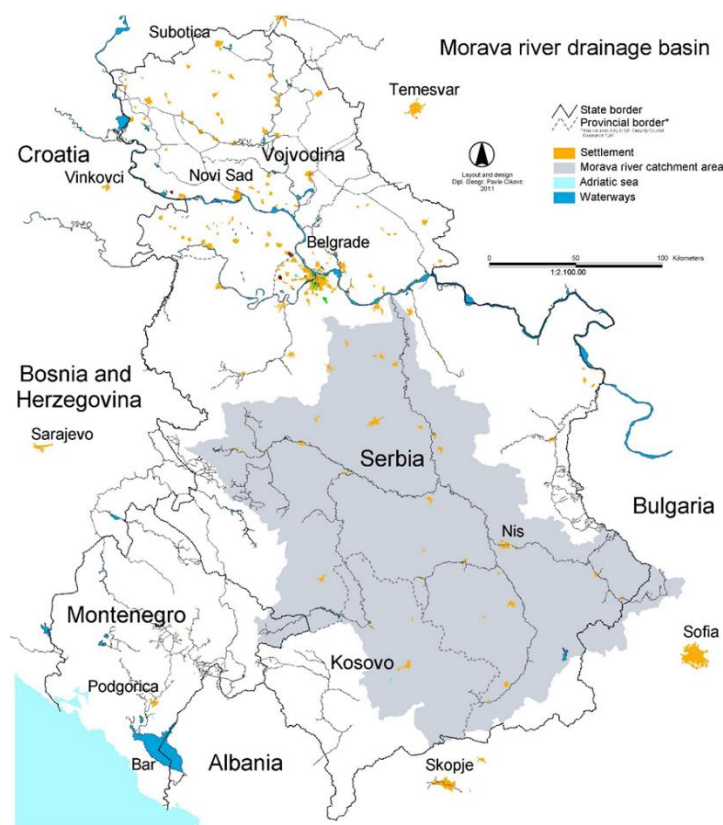 Morava river drainage basin
Subotica
Temesvar
State border
Provincial border*
Croatia
Vojvodina
Vinkovci
Novi Sad
Layout and design
Dipl. Geogr. Pavle Cikovc
2011
Settlement
Morava river catchment area
Adriatic sea
Waterways
Belgrade
0 50 100 Kilometers
1:2.100.00
Bosnia and
Herzegovina
Sarajevo
Serbia
Bulgaria
Nis
Montenegro
Sofia
Kosovo
Podgorica
Bar
Albania
Skopje